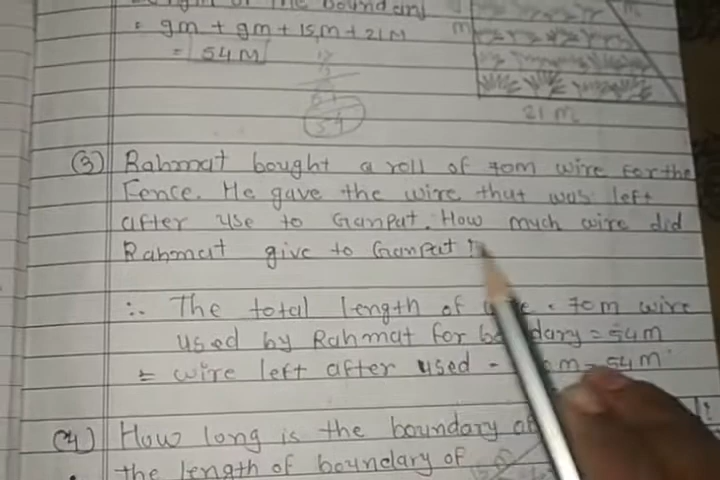 = 9m + 9m + 15m + 21m
= 54M
54
21 m
(3) Rahmat bought a roll of 70m wire for the
Fence. He gave the wire that was left
after use to Ganpat. How much wire did
Rahmat give to Ganpat ?
∴ The total length of wire = 70m wire
used by Rahmat for boundary = 54m
= wire left after used = m - 54m
(4) How long is the boundary of
the length of boundary of